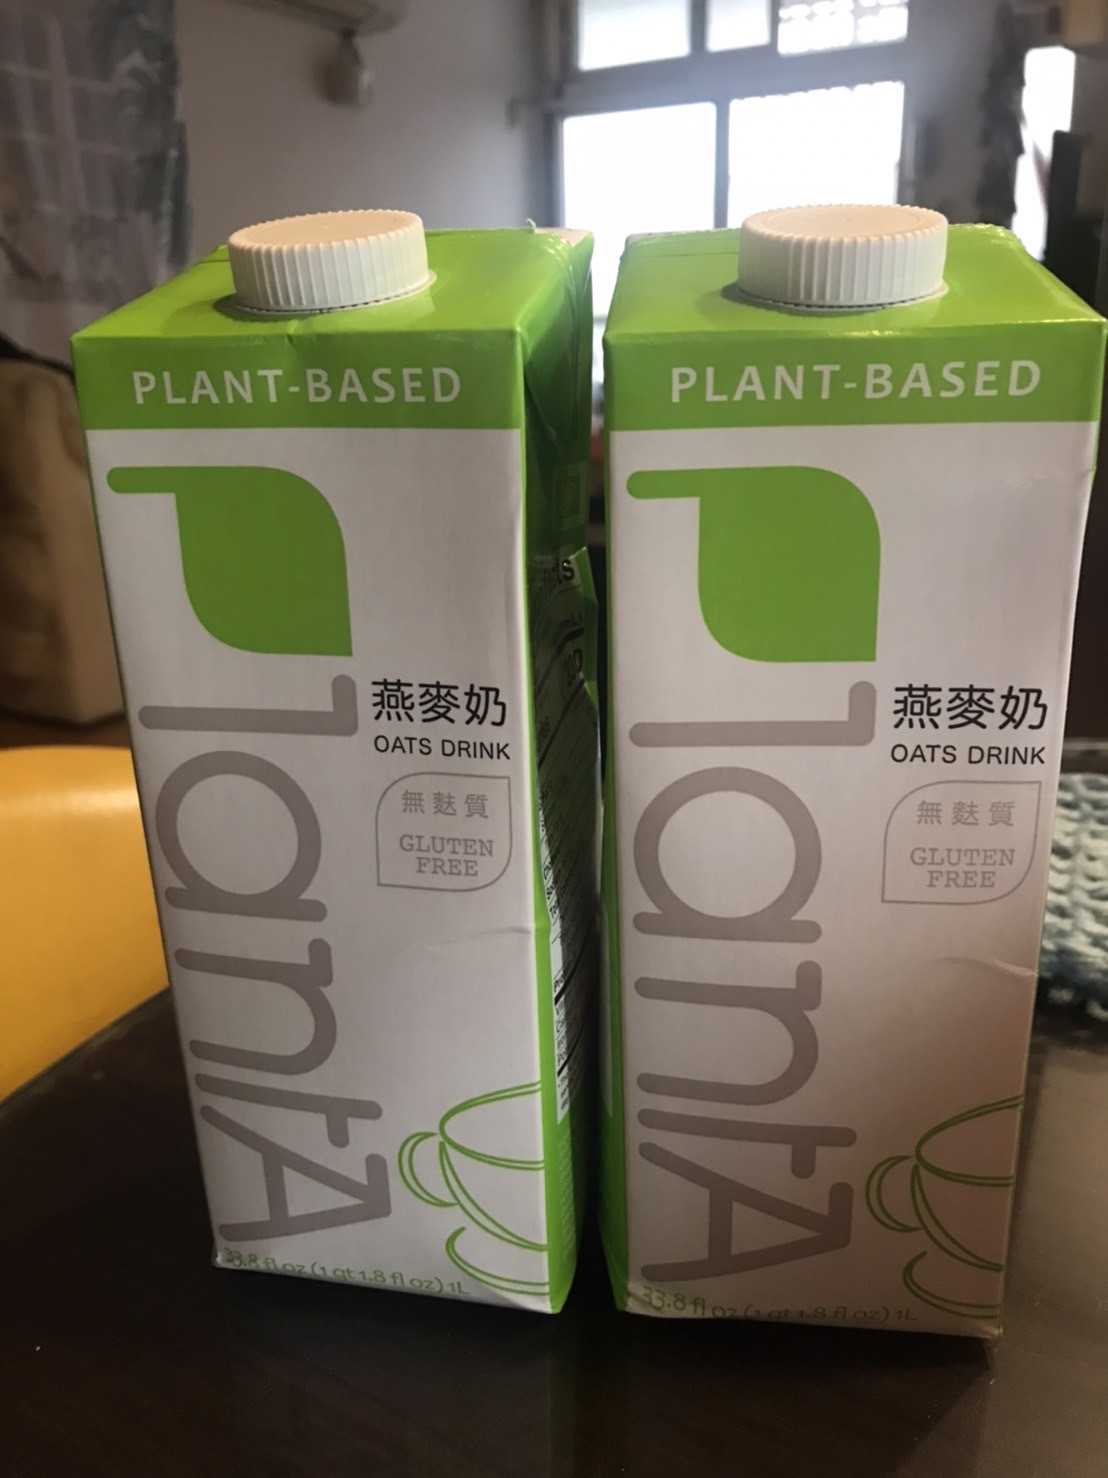 PLANT-BASED
PlantA
燕麥奶
OATS DRINK
無麩質
GLUTEN
FREE
33.8 fl oz (1 qt 1.8 fl oz) 1L
PLANT-BASED
PlantA
燕麥奶
OATS DRINK
無麩質
GLUTEN
FREE
33.8 fl oz (1 qt 1.8 fl oz) 1L